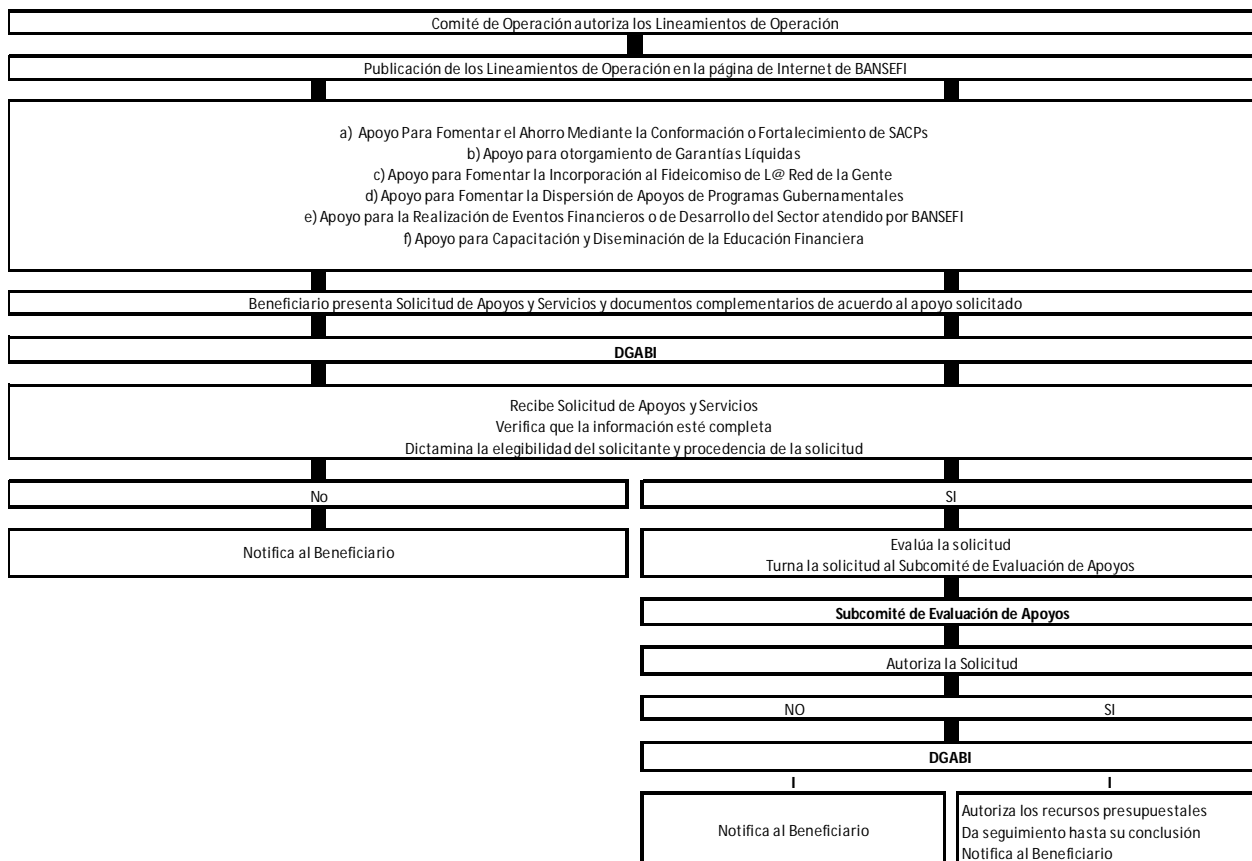 Comité de Operación autoriza los Lineamientos de Operación
Publicación de los Lineamientos de Operación en la página de Internet de BANSEFI
a) Apoyo Para Fomentar el Ahorro Mediante la Conformación o Fortalecimiento de SACPs
b) Apoyo para otorgamiento de Garantías Líquidas
c) Apoyo para Fomentar la Incorporación al Fideicomiso de L@ Red de la Gente
d) Apoyo para Fomentar la Dispersión de Apoyos de Programas Gubernamentales
e) Apoyo para la Realización de Eventos Financieros o de Desarrollo del Sector atendido por BANSEFI
f) Apoyo para Capacitación y Diseminación de la Educación Financiera
Beneficiario presenta Solicitud de Apoyos y Servicios y documentos complementarios de acuerdo al apoyo solicitado
DGABI
Recibe Solicitud de Apoyos y Servicios
Verifica que la información esté completa
Dictamina la elegibilidad del solicitante y procedencia de la solicitud
No
SI
Notifica al Beneficiario
Evalúa la solicitud
Turna la solicitud al Subcomité de Evaluación de Apoyos
Subcomité de Evaluación de Apoyos
Autoriza la Solicitud
NO
SI
DGABI
I
I
Notifica al Beneficiario
Autoriza los recursos presupuestales
Da seguimiento hasta su conclusión
Notifica al Beneficiario